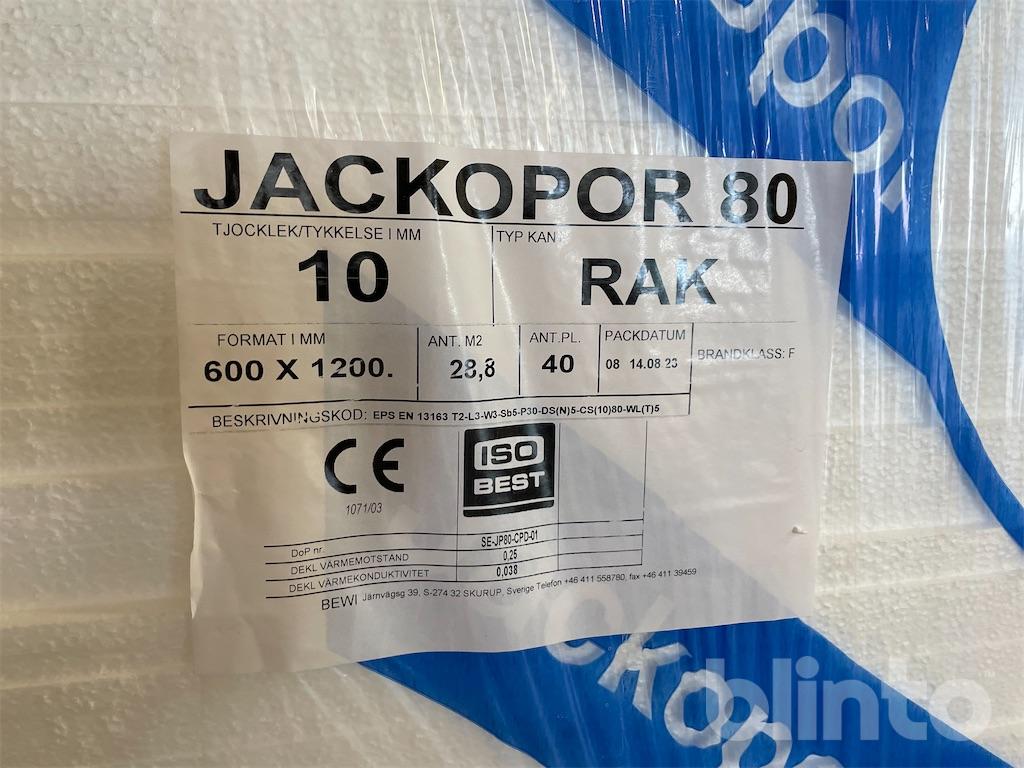 JACKOPOR 80
TJOCKLEK/TYKKELSE I MM
TYP KANT
10
RAK
FORMAT I MM
600 X 1200.
ANT. M2
28,8
ANT.PL.
40
PACKDATUM
08 14.08 23
BRANDKLASS: F
BESKRIVNINGSKOD: EPS EN 13163 T2-L3-W3-Sb5-P30-DS(N)5-CS(10)80-WL(T)5
CE
1071/03
ISO
BEST
DoP nr.
SE-JP80-CPD-01
DEKL VÄRMEMOTSTAND
0,25
DEKL VÄRMEKONDUKTIVITET
0,038
BEWI Järnvägsg 39, S-274 32 SKURUP, Sverige Telefon +46 411 558780, fax +46 411 39459
blinto